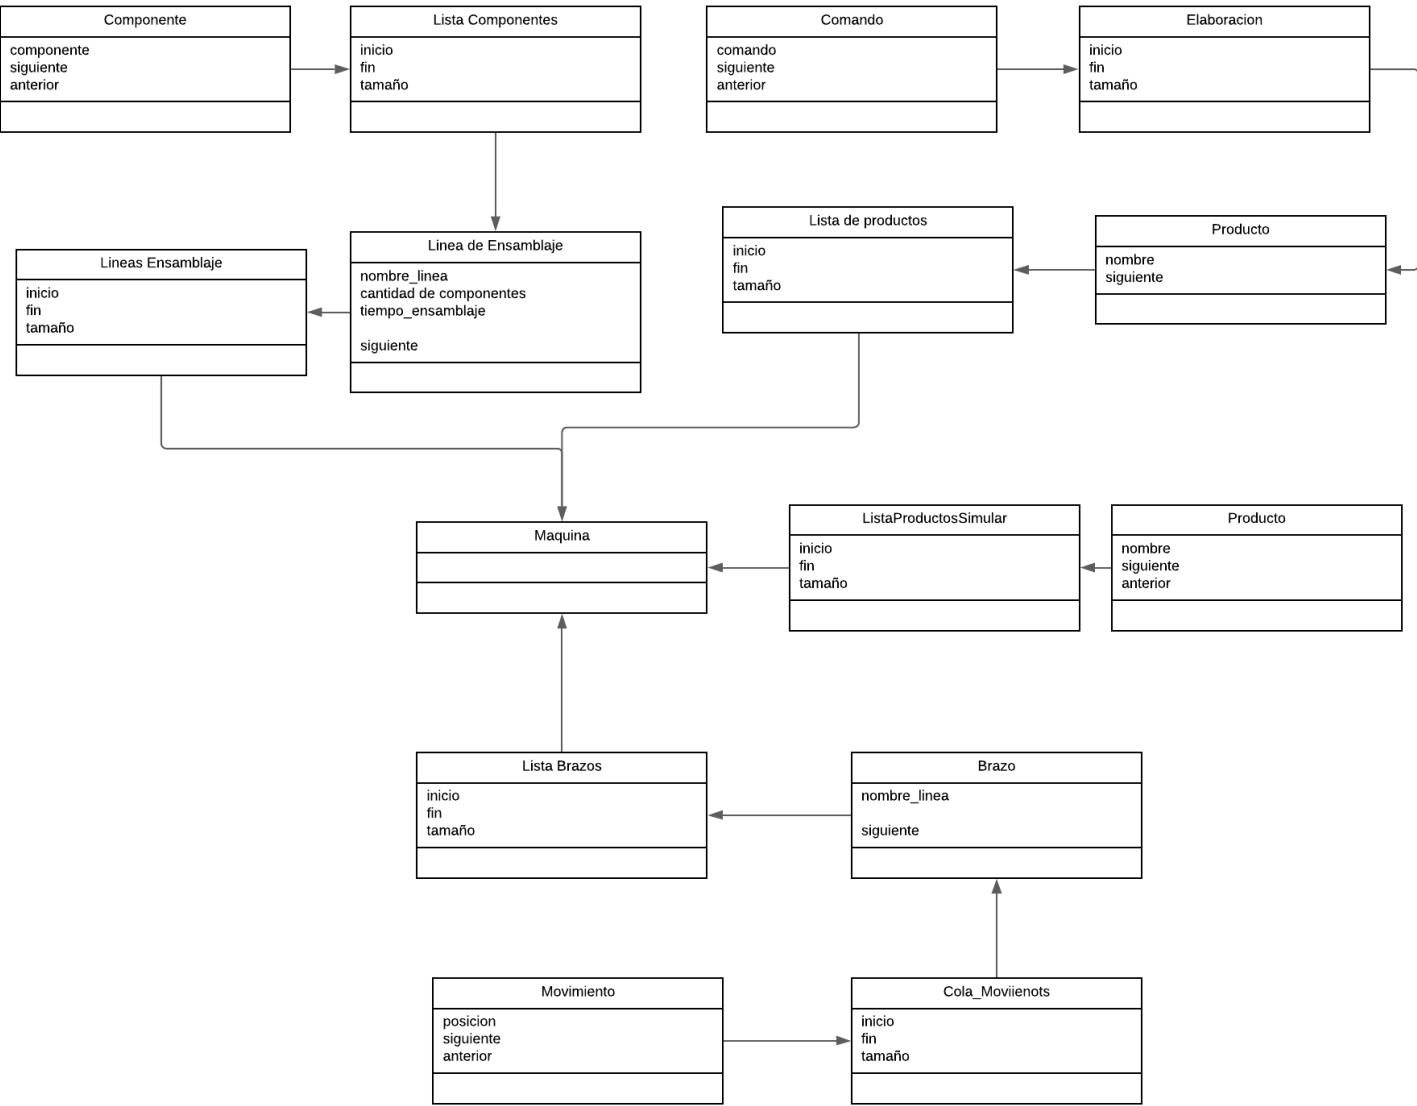 Componente
componente
siguiente
anterior
Lista Componentes
inicio
fin
tamaño
Comando
comando
siguiente
anterior
Elaboracion
inicio
fin
tamaño
Lineas Ensamblaje
inicio
fin
tamaño
Linea de Ensamblaje
nombre_linea
cantidad de componentes
tiempo_ensamblaje
siguiente
Lista de productos
inicio
fin
tamaño
Producto
nombre
siguiente
Maquina
ListaProductosSimular
inicio
fin
tamaño
Producto
nombre
siguiente
anterior
Lista Brazos
inicio
fin
tamaño
Brazo
nombre_linea
siguiente
Movimiento
posicion
siguiente
anterior
Cola_Moviienots
inicio
fin
tamaño